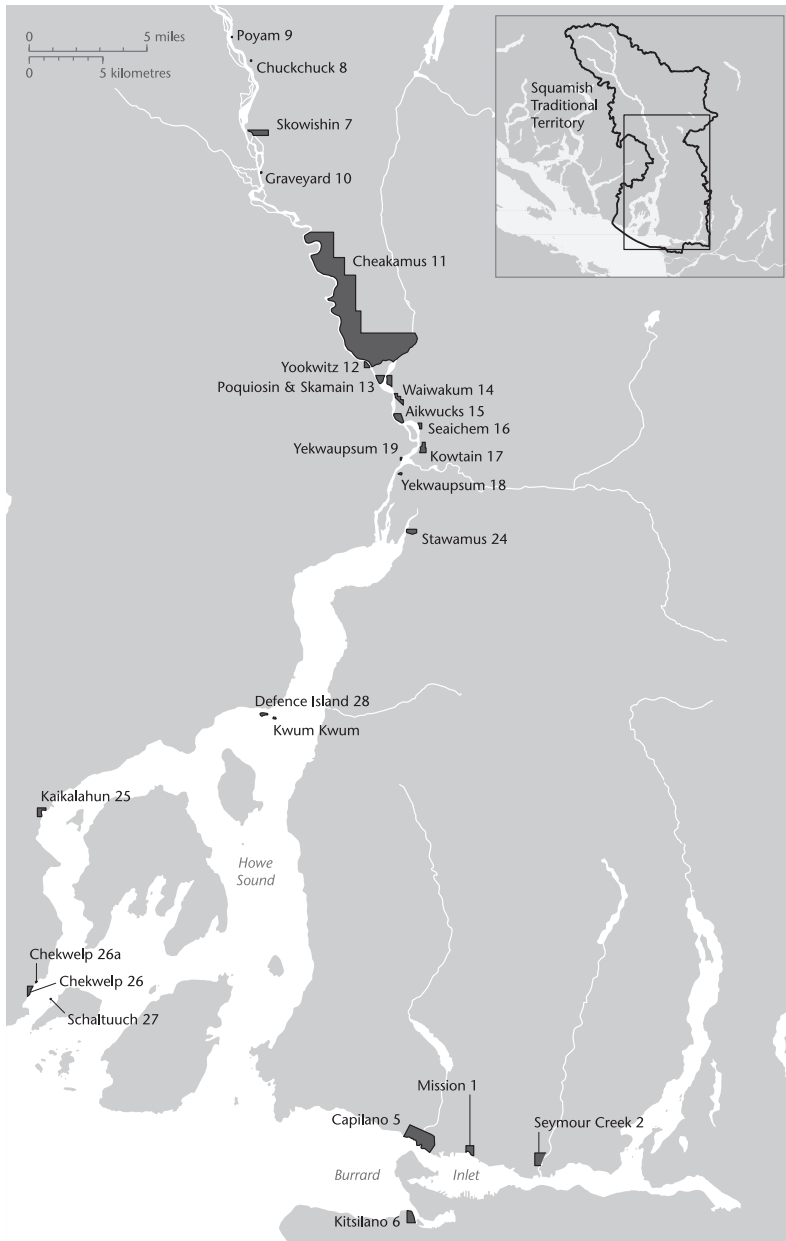 0 5 miles
0 5 kilometres
Poyam 9
Chuckchuck 8
Skowishin 7
Graveyard 10
Squamish
Traditional
Territory
Cheakamus 11
Yookwitz 12
Poquiosin & Skamain 13
Waiwakum 14
Aikwucks 15
Seaichem 16
Yekwaupsum 19
Kowtain 17
Yekwaupsum 18
Stawamus 24
Defence Island 28
Kwum Kwum
Kaikalahun 25
Howe
Sound
Chekwelp 26a
Chekwelp 26
Schaltuuch 27
Mission 1
Capilano 5
Seymour Creek 2
Burrard Inlet
Kitsilano 6